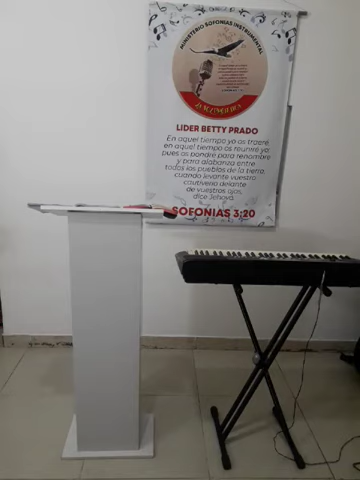 MINISTERIO SOFONIAS INSTRUMENTAL
LIDER BETTY PRADO
En aquel tiempo yo os traeré
en aquel tiempo os reuniré yo
pues os pondré para renombre
y para alabanza entre
todos los pueblos de la tierra,
cuando levante vuestro
cautiverio delante
de vuestros ojos,
dice Jehová.
SOFONIAS 3:20